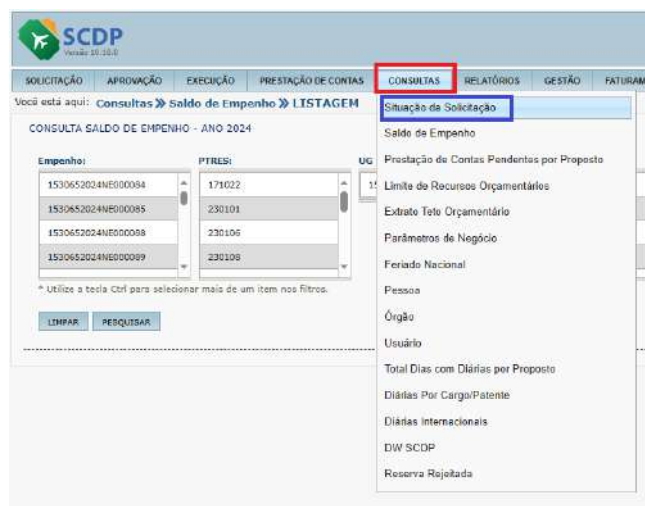 SCDP
Versão 10.18.0
SOLICITAÇÃO APROVAÇÃO EXECUÇÃO PRESTAÇÃO DE CONTAS CONSULTAS RELATÓRIOS GESTÃO FATURAM
Você está aqui: Consultas » Saldo de Empenho » LISTAGEM
CONSULTA SALDO DE EMPENHO - ANO 2024
Empenho: PTRES: UG
1530652024NE000084 171022 15
1530652024NE000085 230101
1530652024NE000088 230106
1530652024NE000089 230108
* Utilize a tecla Ctrl para selecionar mais de um item nos filtros.
LIMPAR PESQUISAR
Situação da Solicitação
Saldo de Empenho
Prestação de Contas Pendentes por Proposto
Limite de Recursos Orçamentários
Extrato Teto Orçamentário
Parâmetros de Negócio
Feriado Nacional
Pessoa
Órgão
Usuário
Total Dias com Diárias por Proposto
Diárias Por Cargo/Patente
Diárias Internacionais
DW SCDP
Reserva Rejeitada